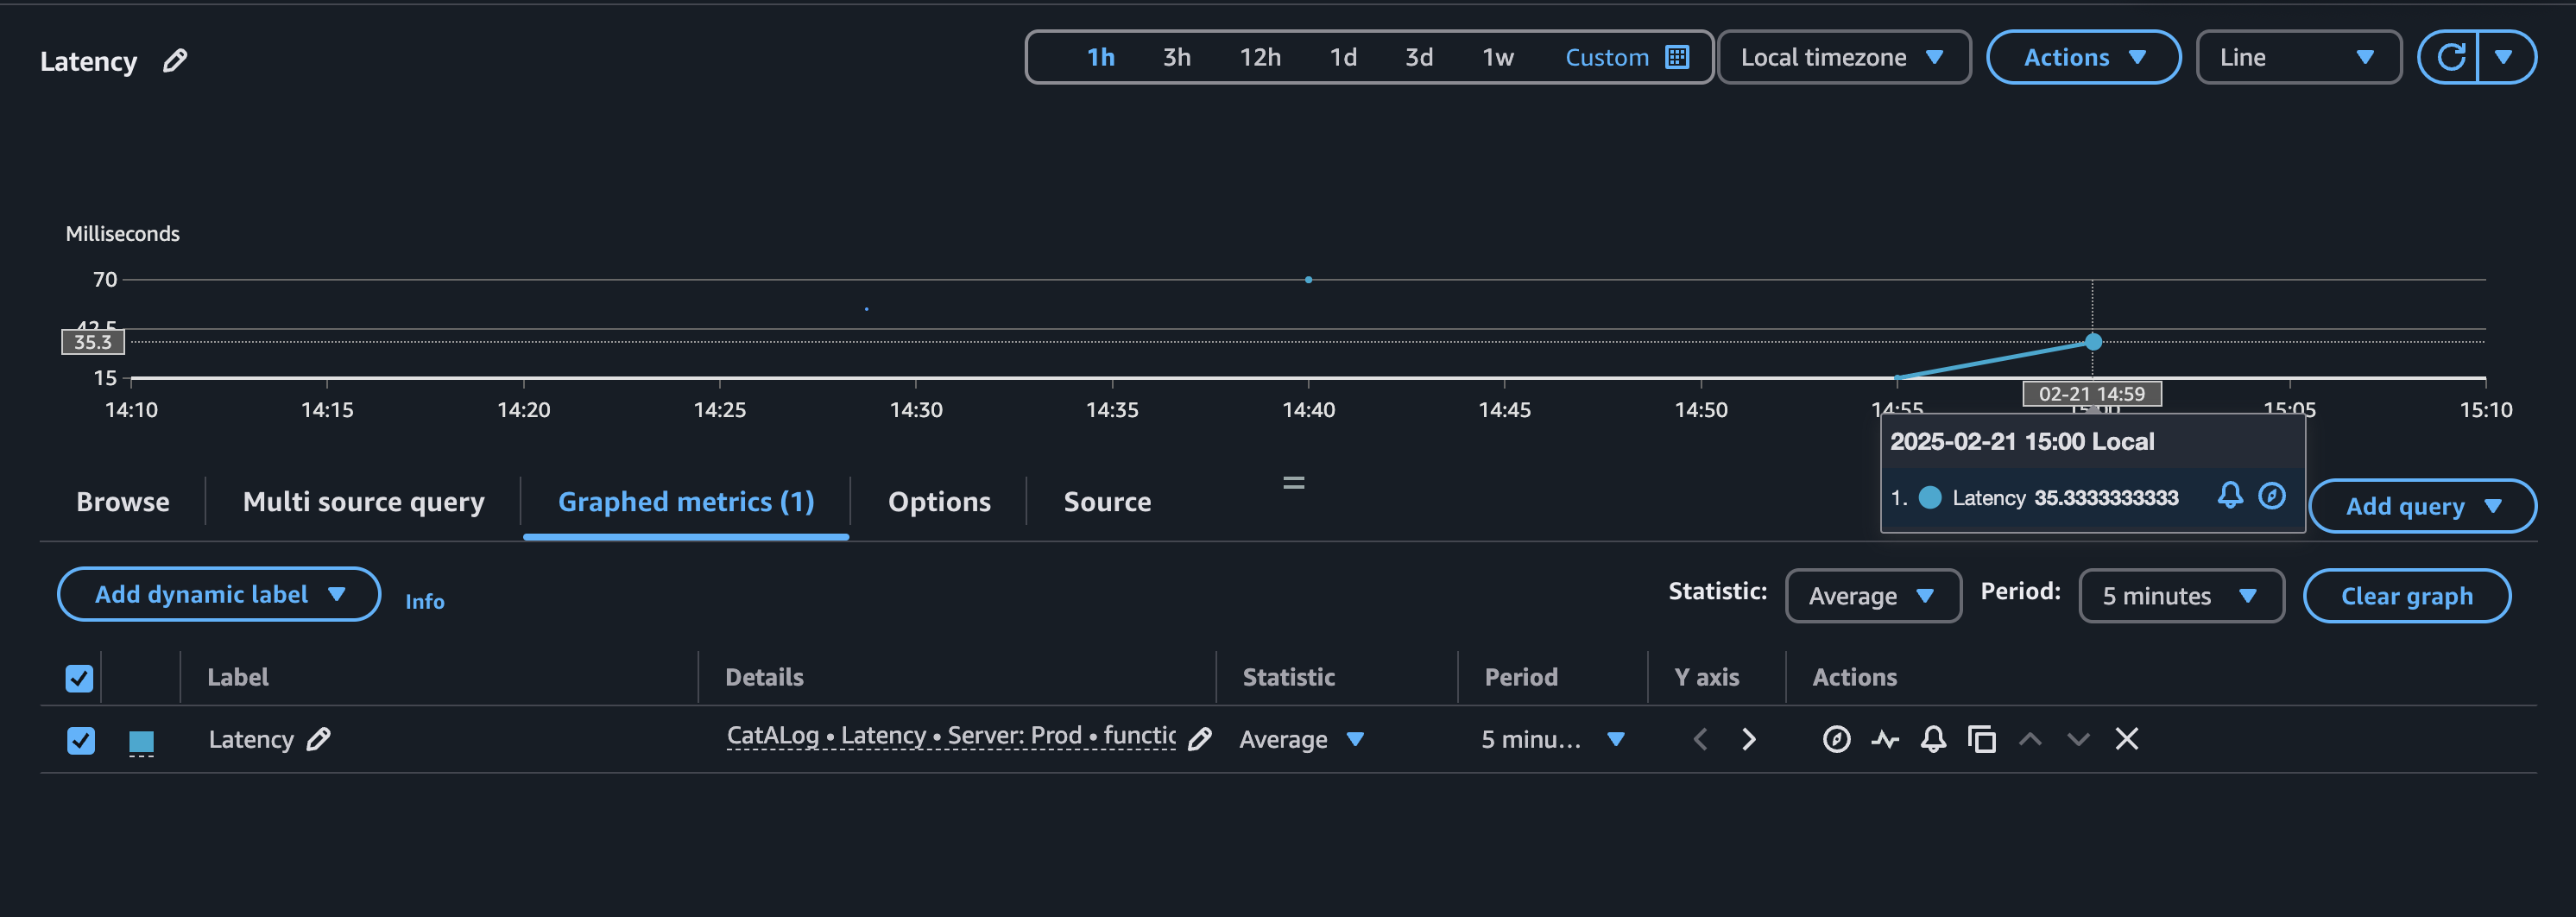 Latency
1h 3h 12h 1d 3d 1w Custom
Local timezone
Actions
Line
Milliseconds
70
42.5
35.3
15
14:10 14:15 14:20 14:25 14:30 14:35 14:40 14:45 14:50 14:55 15:00 15:05 15:10
02-21 14:59
2025-02-21 15:00 Local
1. Latency 35.3333333333
Browse
Multi source query
Graphed metrics (1)
Options
Source
Add query
Add dynamic label
Info
Statistic: Average
Period: 5 minutes
Clear graph
Label Details Statistic Period Y axis Actions
Latency CatALog • Latency • Server: Prod • functic Average 5 minu...